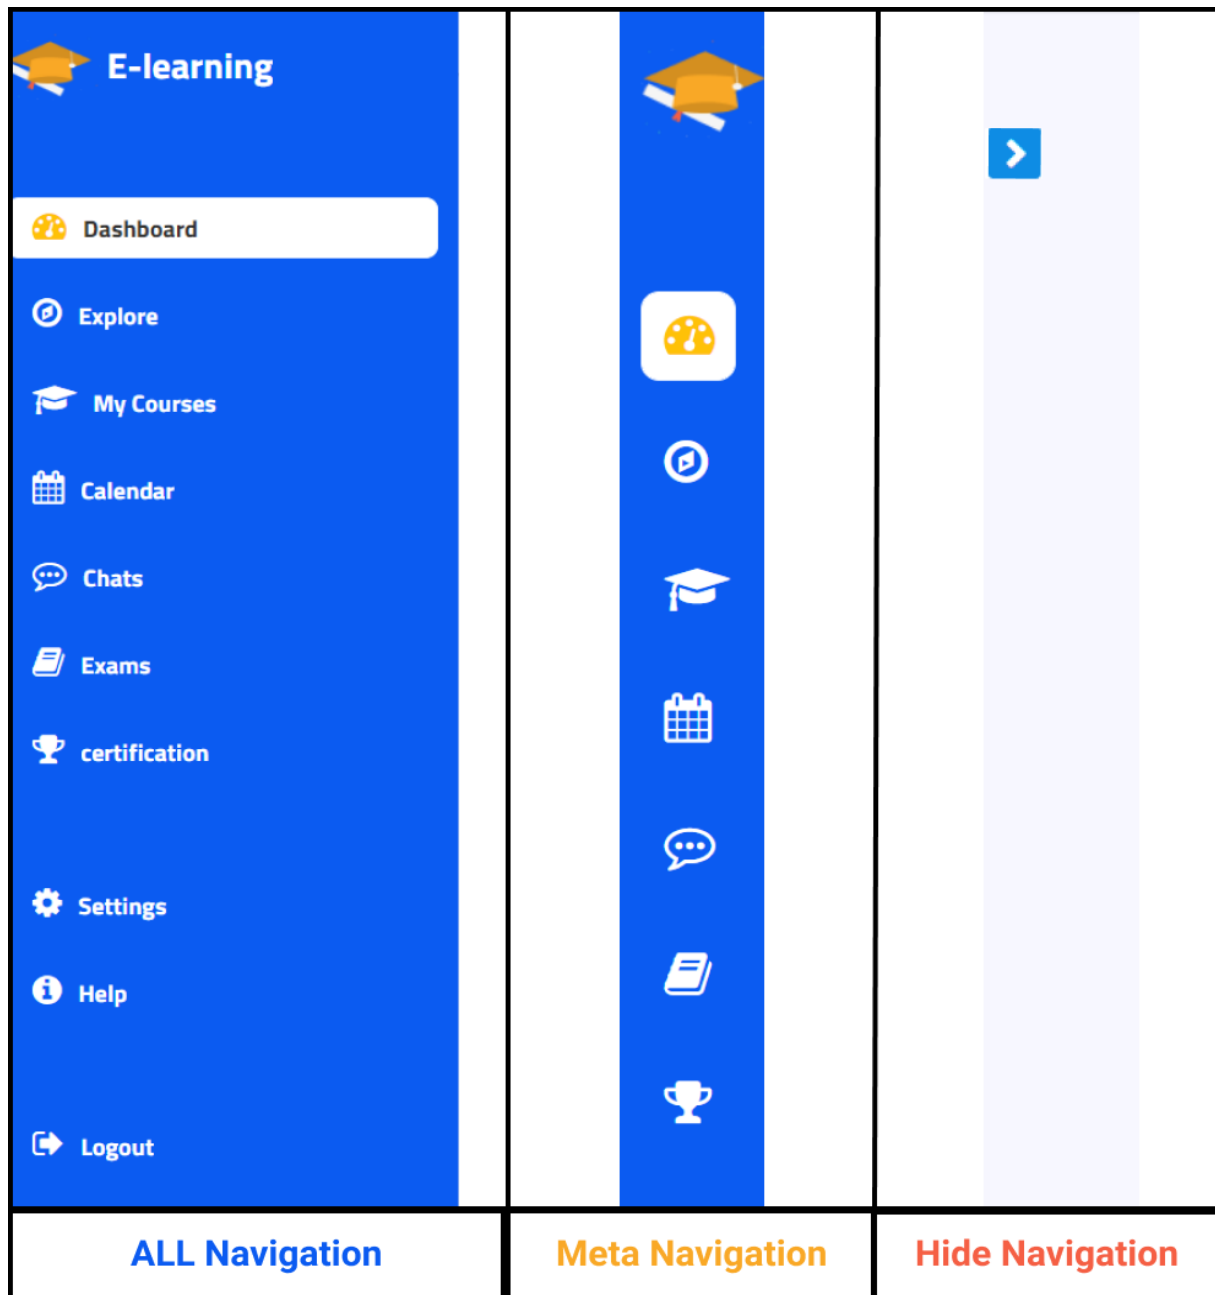 E-learning
Dashboard
Explore
My Courses
Calendar
Chats
Exams
certification
Settings
Help
Logout
ALL Navigation
Meta Navigation
Hide Navigation